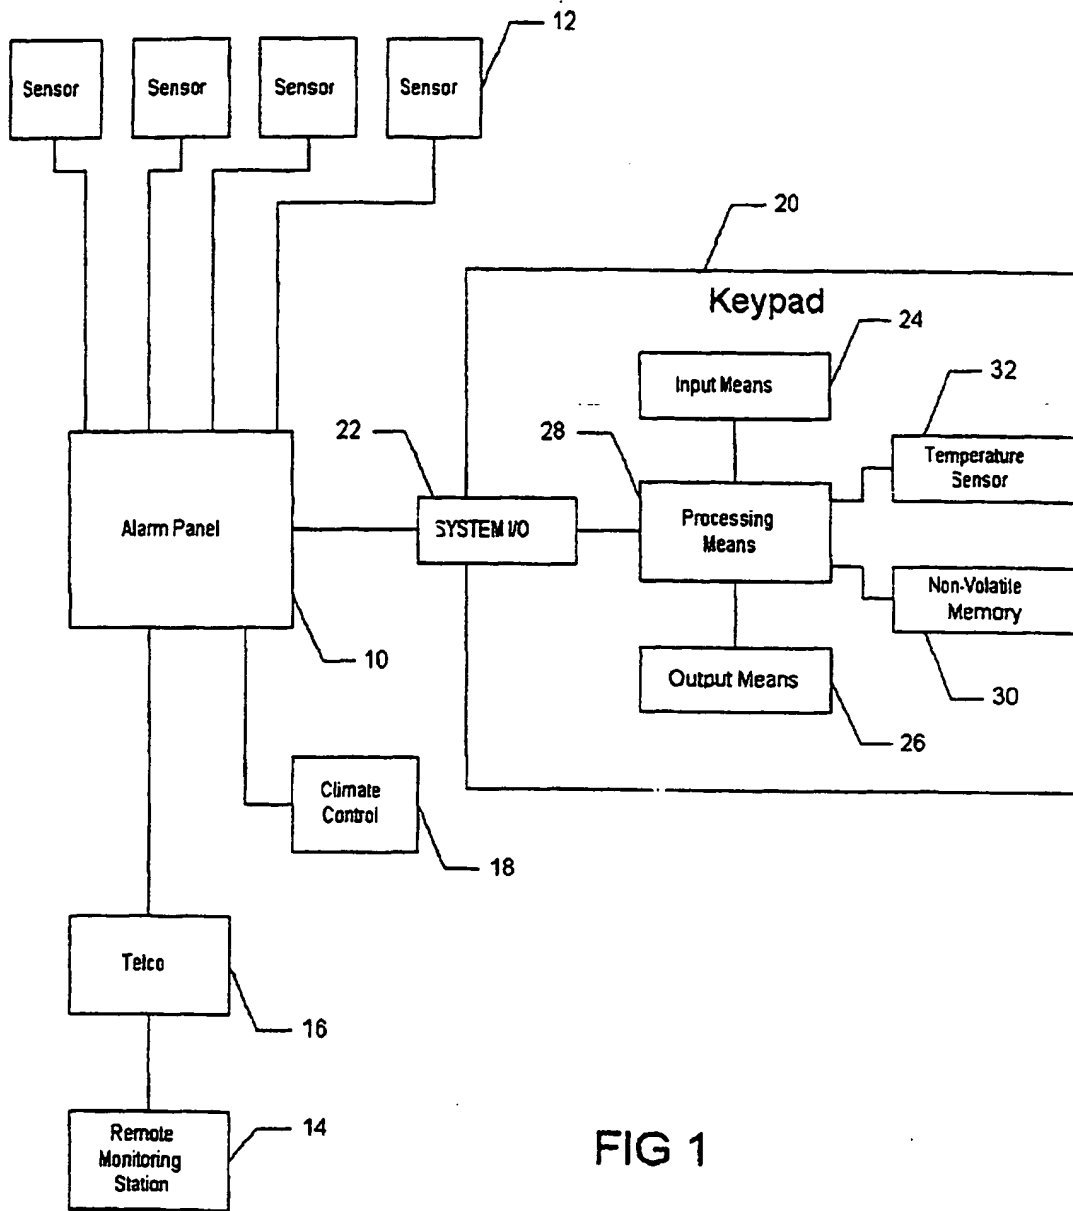 12
Sensor
Sensor
Sensor
Sensor
20
Keypad
24
Input Means
32
22
28
Temperature
Sensor
Alarm Panel
SYSTEM I/O
Processing
Means
Non-Volatile
Memory
10
Output Means
30
26
Climate
Control
18
Telco
16
Remote
Monitoring
Station
14
FIG 1